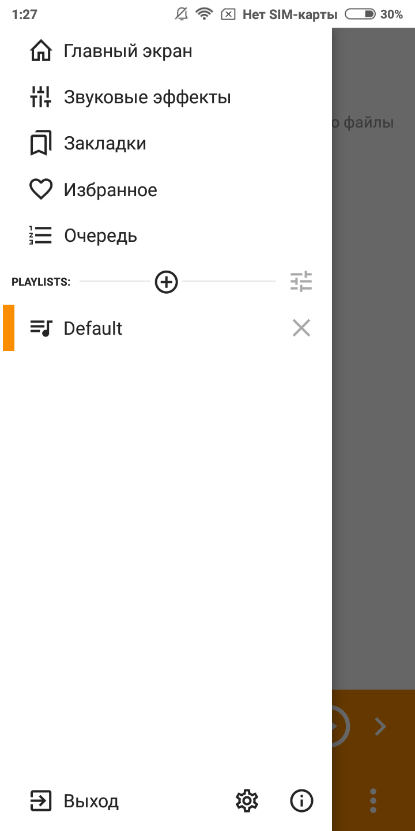 1:27 Нет SIM-карты 30%
Главный экран
Звуковые эффекты
о файлы
Закладки
Избранное
Очередь
PLAYLISTS:
Default
Выход